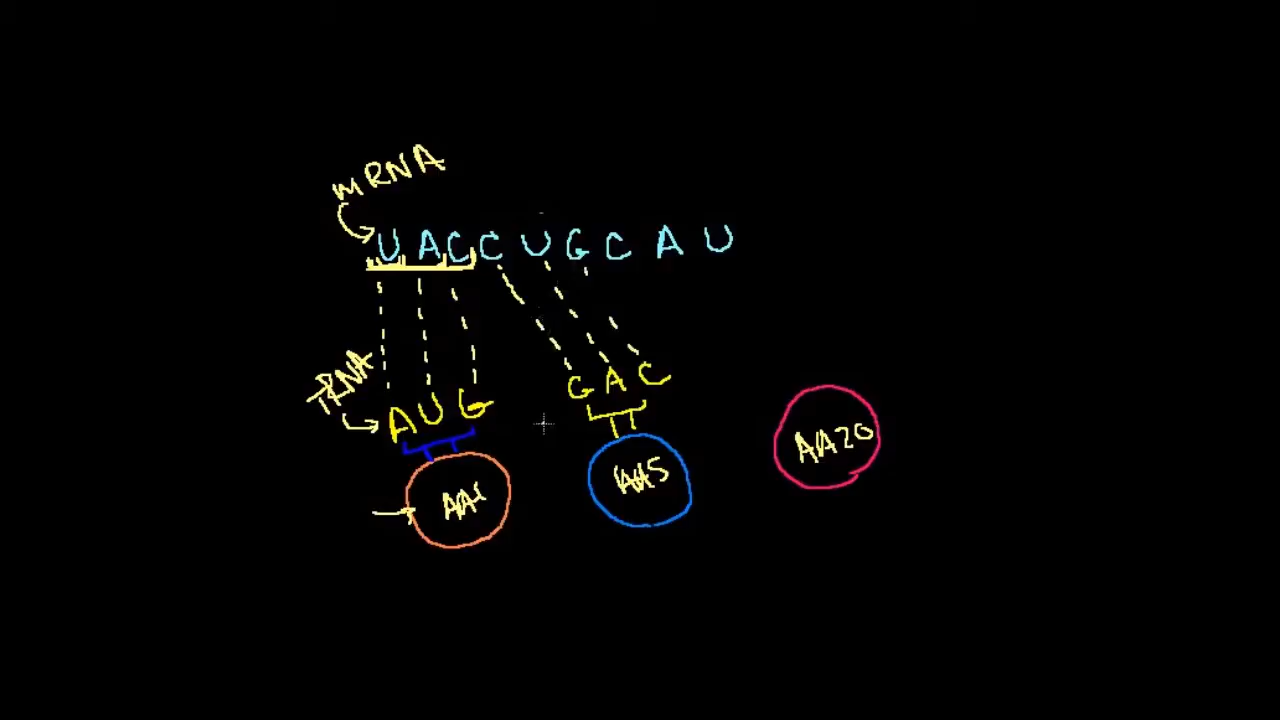 mRNA
U A C C U G C A U
tRNA
A U G
G A C
AA1
AA5
AA20